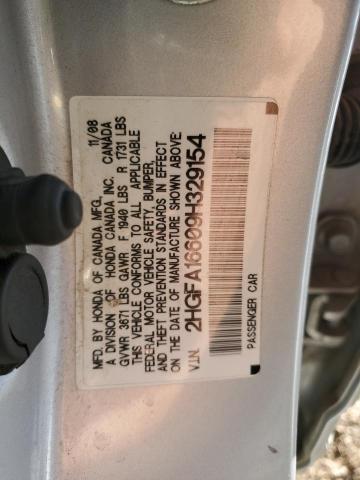 MFD. BY HONDA OF CANADA MFG. 11/08
A DIVISION OF HONDA CANADA INC. CANADA
GVWR 3671 LBS GAWR F 1940 LBS R 1731 LBS
THIS VEHICLE CONFORMS TO ALL APPLICABLE
FEDERAL MOTOR VEHICLE SAFETY, BUMPER,
AND THEFT PREVENTION STANDARDS IN EFFECT
ON THE DATE OF MANUFACTURE SHOWN ABOVE.
V.I.N. 2HGFA16609H329154
PASSENGER CAR